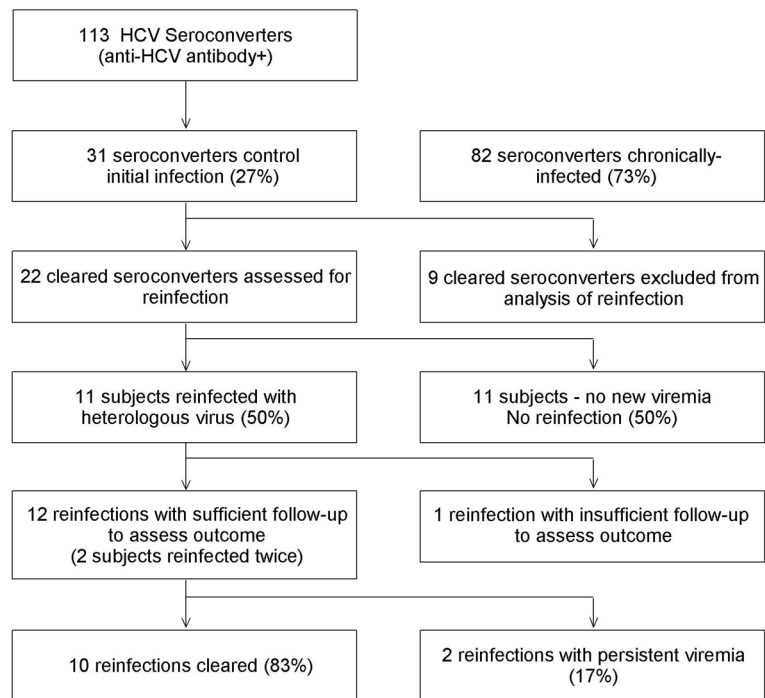 113 HCV Seroconverters
(anti-HCV antibody+)
31 seroconverters control
initial infection (27%)
82 seroconverters chronically-
infected (73%)
22 cleared seroconverters assessed for
reinfection
9 cleared seroconverters excluded from
analysis of reinfection
11 subjects reinfected with
heterologous virus (50%)
11 subjects - no new viremia
No reinfection (50%)
12 reinfections with sufficient follow-up
to assess outcome
(2 subjects reinfected twice)
1 reinfection with insufficient follow-up
to assess outcome
10 reinfections cleared (83%)
2 reinfections with persistent viremia
(17%)